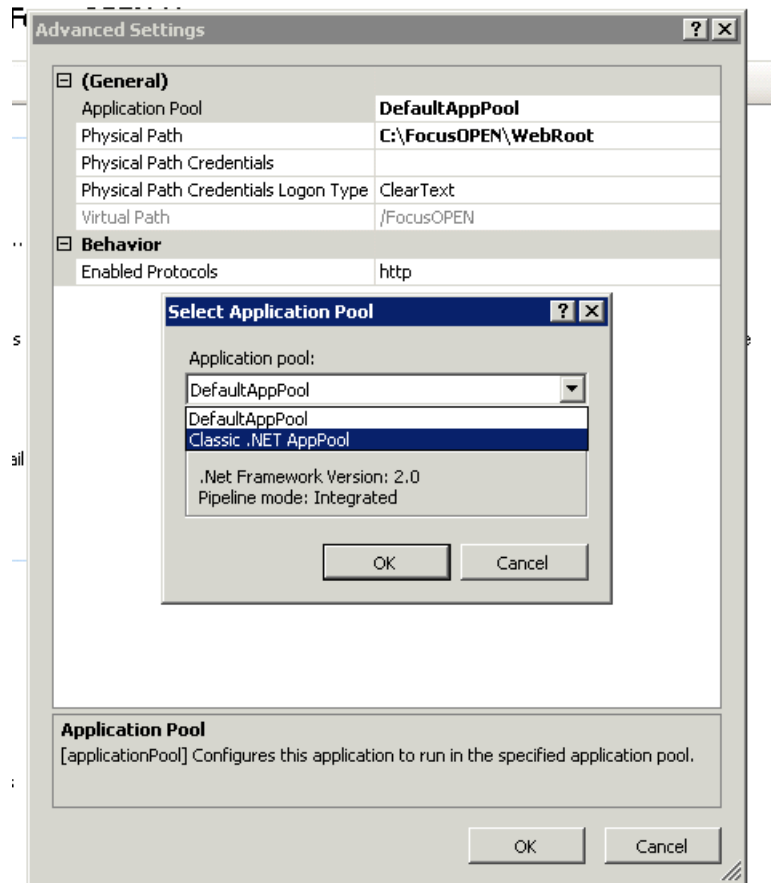 Advanced Settings
(General)
Application Pool DefaultAppPool
Physical Path C:\FocusOPEN\WebRoot
Physical Path Credentials
Physical Path Credentials Logon Type ClearText
Virtual Path /FocusOPEN
Behavior
Enabled Protocols http
Select Application Pool
Application pool:
DefaultAppPool
DefaultAppPool
Classic .NET AppPool
.Net Framework Version: 2.0
Pipeline mode: Integrated
OK Cancel
Application Pool
[applicationPool] Configures this application to run in the specified application pool.
OK Cancel